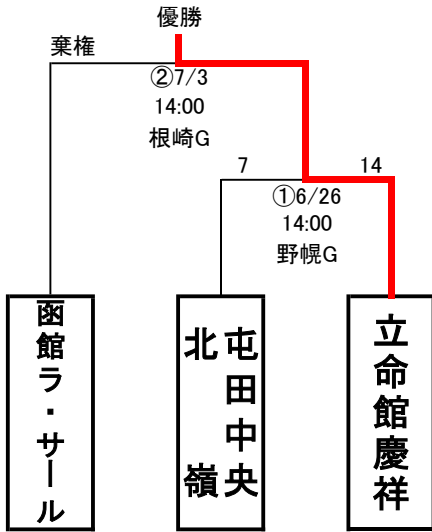 優勝
棄権
②7/3
14:00
根崎G
7
14
①6/26
14:00
野幌G
函館ラ・サール
屯田中央
北嶺
立命館慶祥